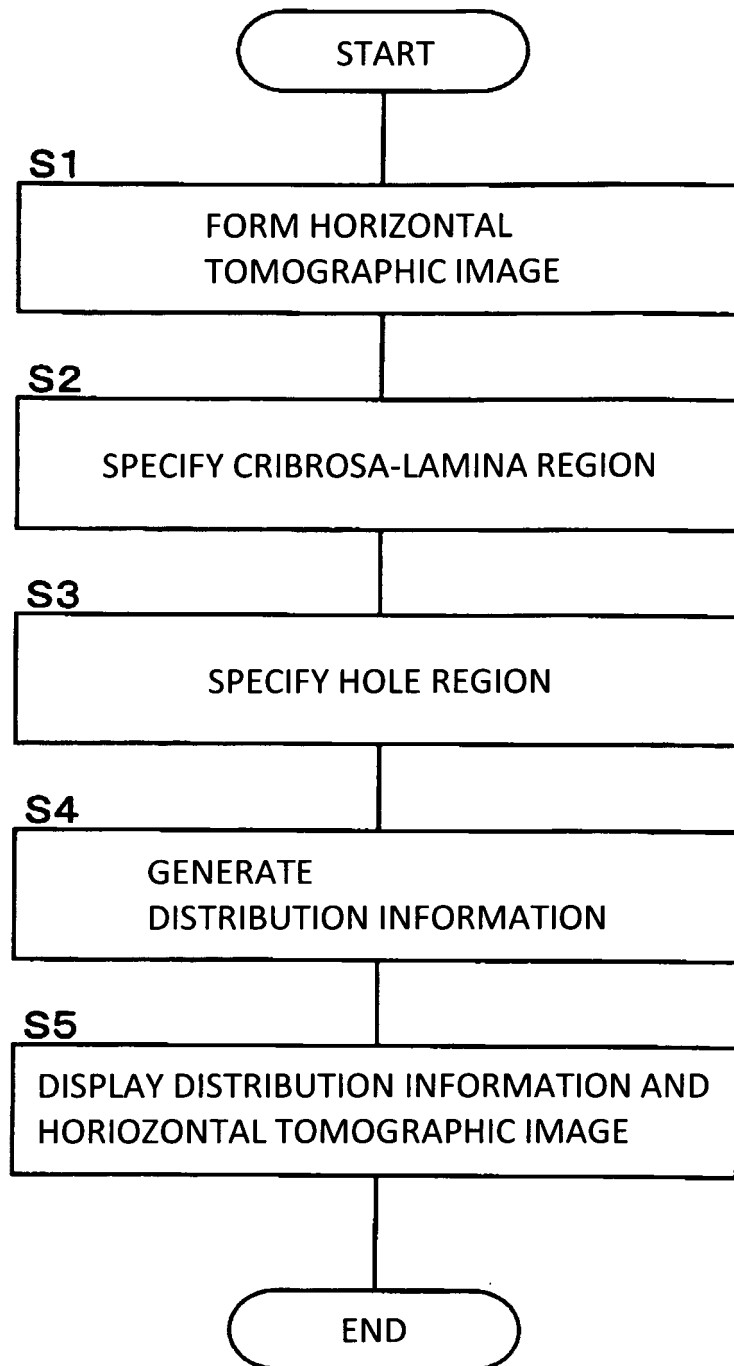 START
S1
FORM HORIZONTAL
TOMOGRAPHIC IMAGE
S2
SPECIFY CRIBROSA-LAMINA REGION
S3
SPECIFY HOLE REGION
S4
GENERATE
DISTRIBUTION INFORMATION
S5
DISPLAY DISTRIBUTION INFORMATION AND
HORIOZONTAL TOMOGRAPHIC IMAGE
END